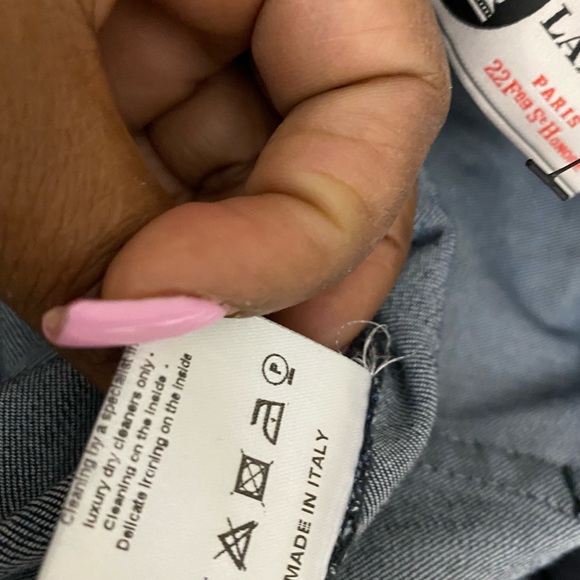 LA
PARIS
22 Fbg St Hono
Cleaning by a specialist
luxury dry cleaners only •
Cleaning on the inside •
Delicate ironing on the inside
P
MADE IN ITALY